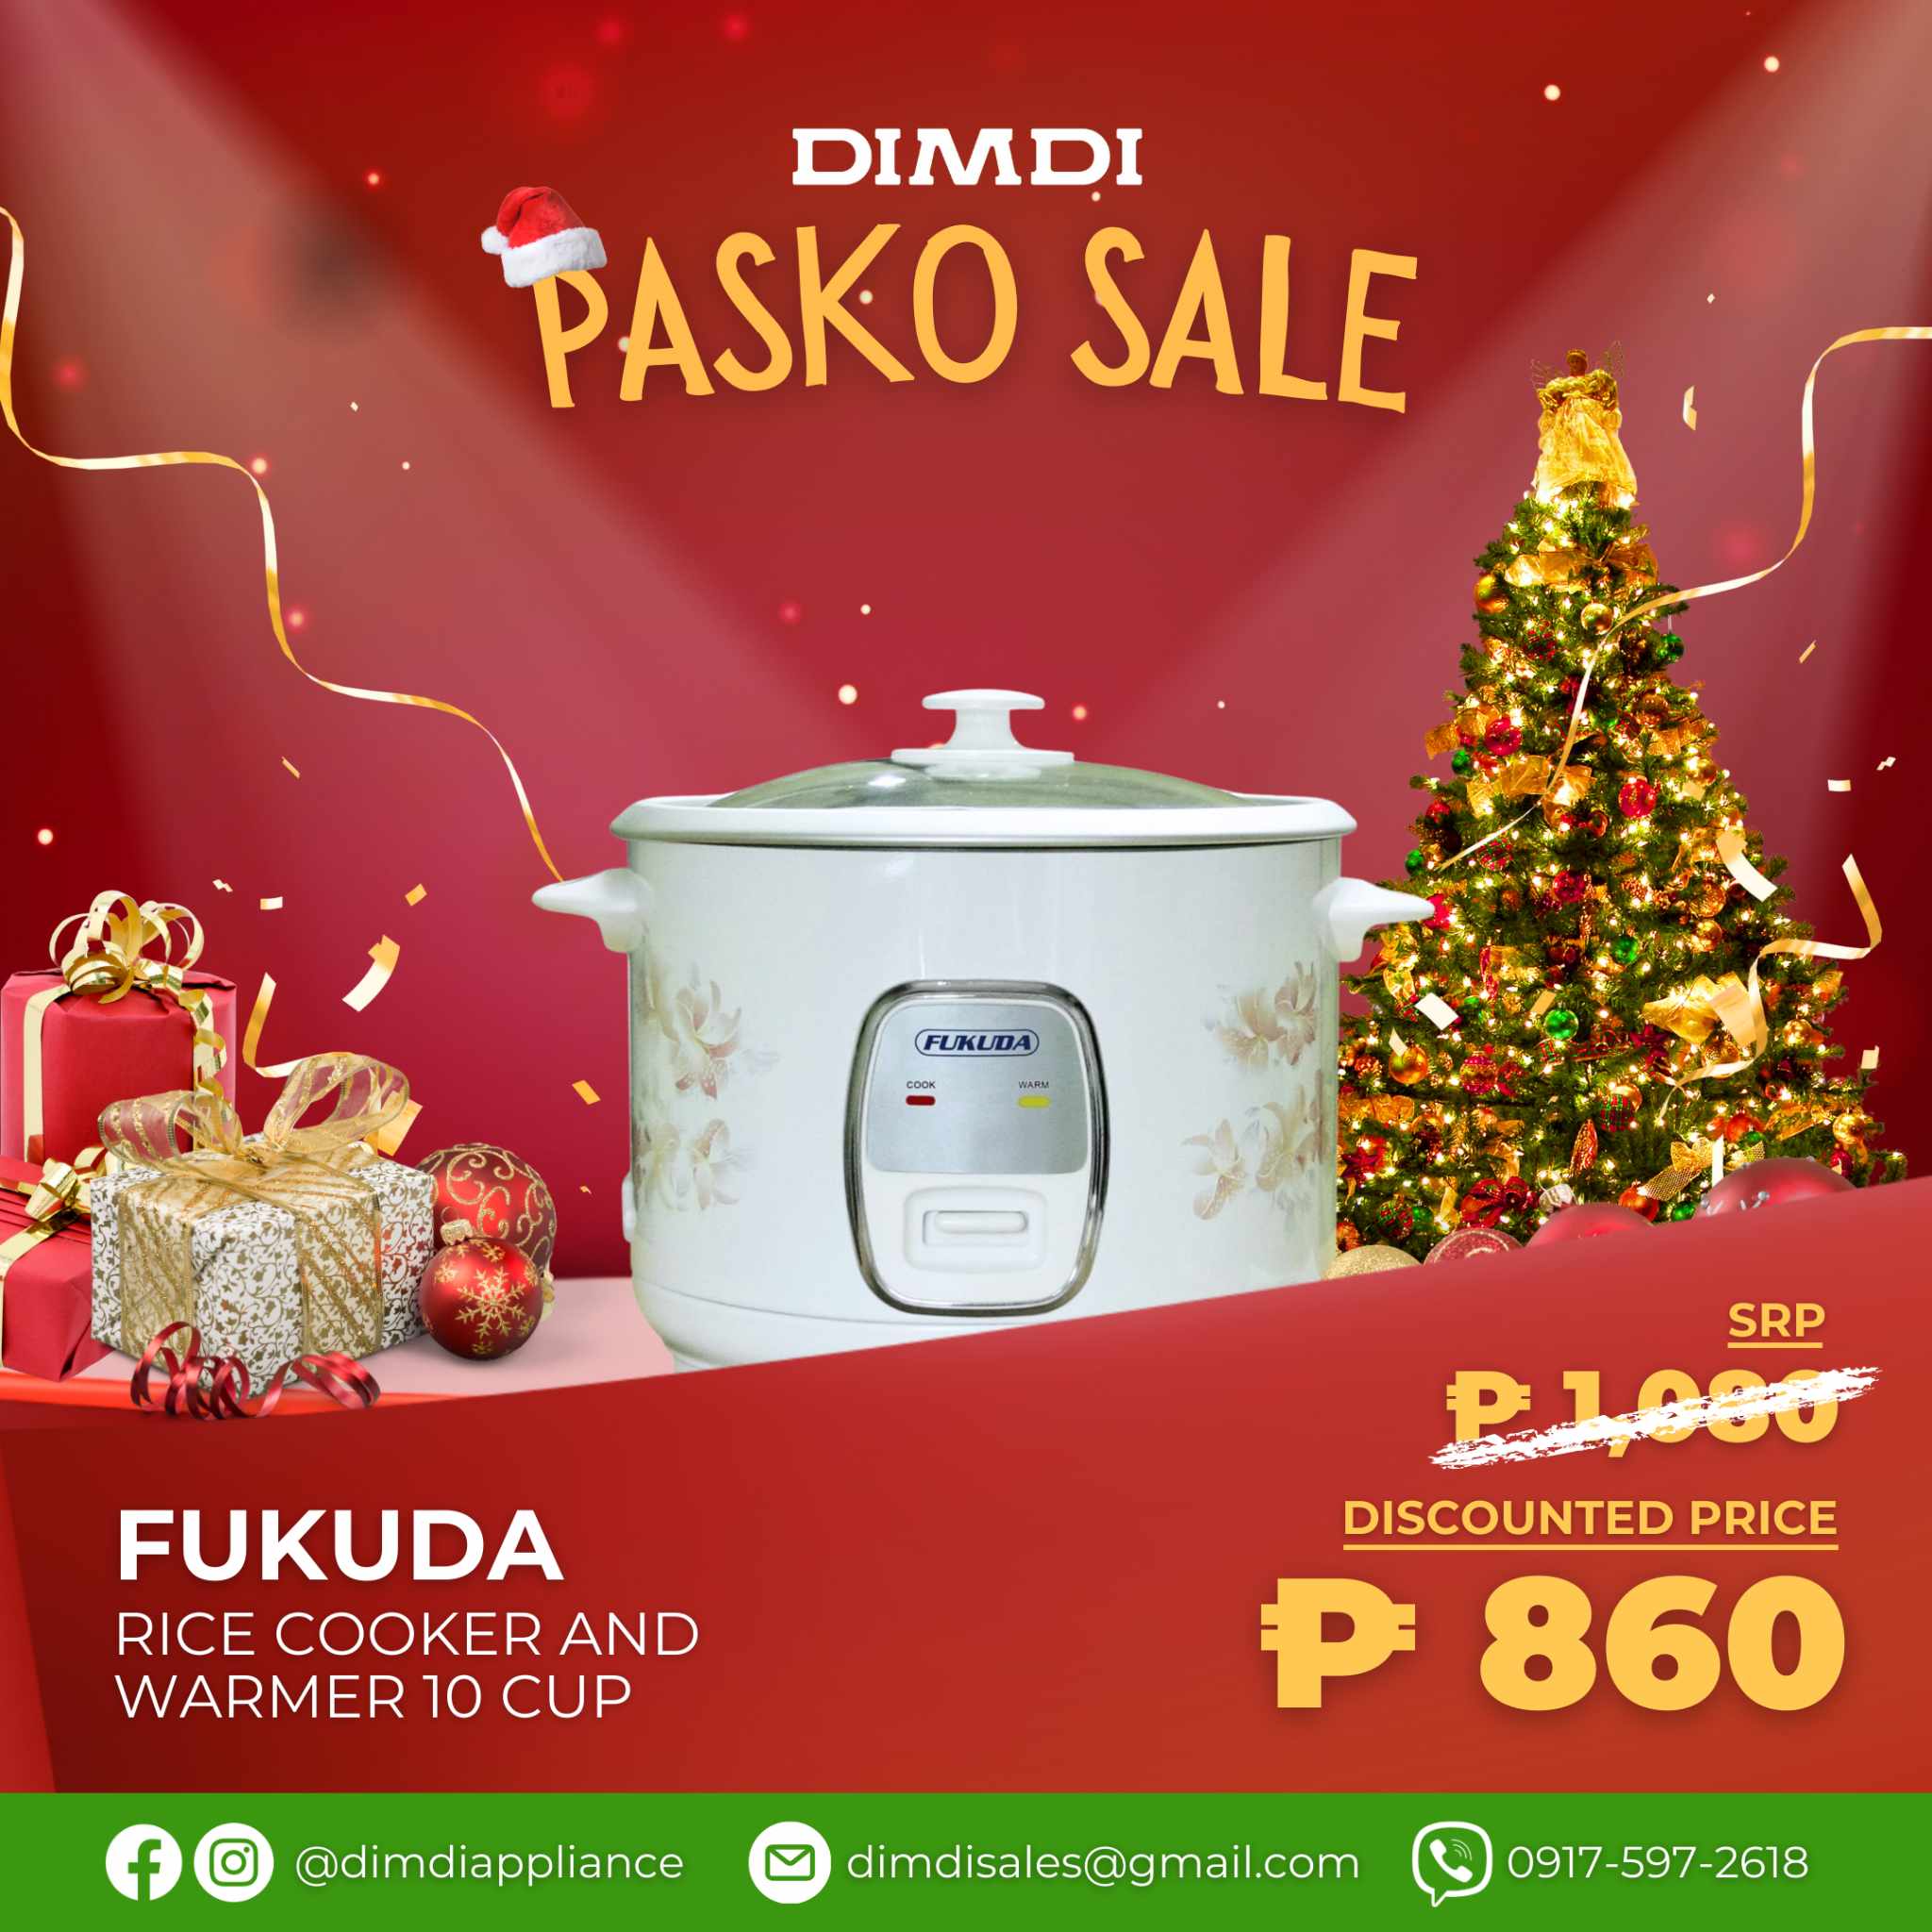 DIMDI
PASKO SALE
FUKUDA
COOK WARM
SRP
₱ 1,080
DISCOUNTED PRICE
₱ 860
FUKUDA
RICE COOKER AND
WARMER 10 CUP
@dimdiappliance dimdisales@gmail.com 0917-597-2618